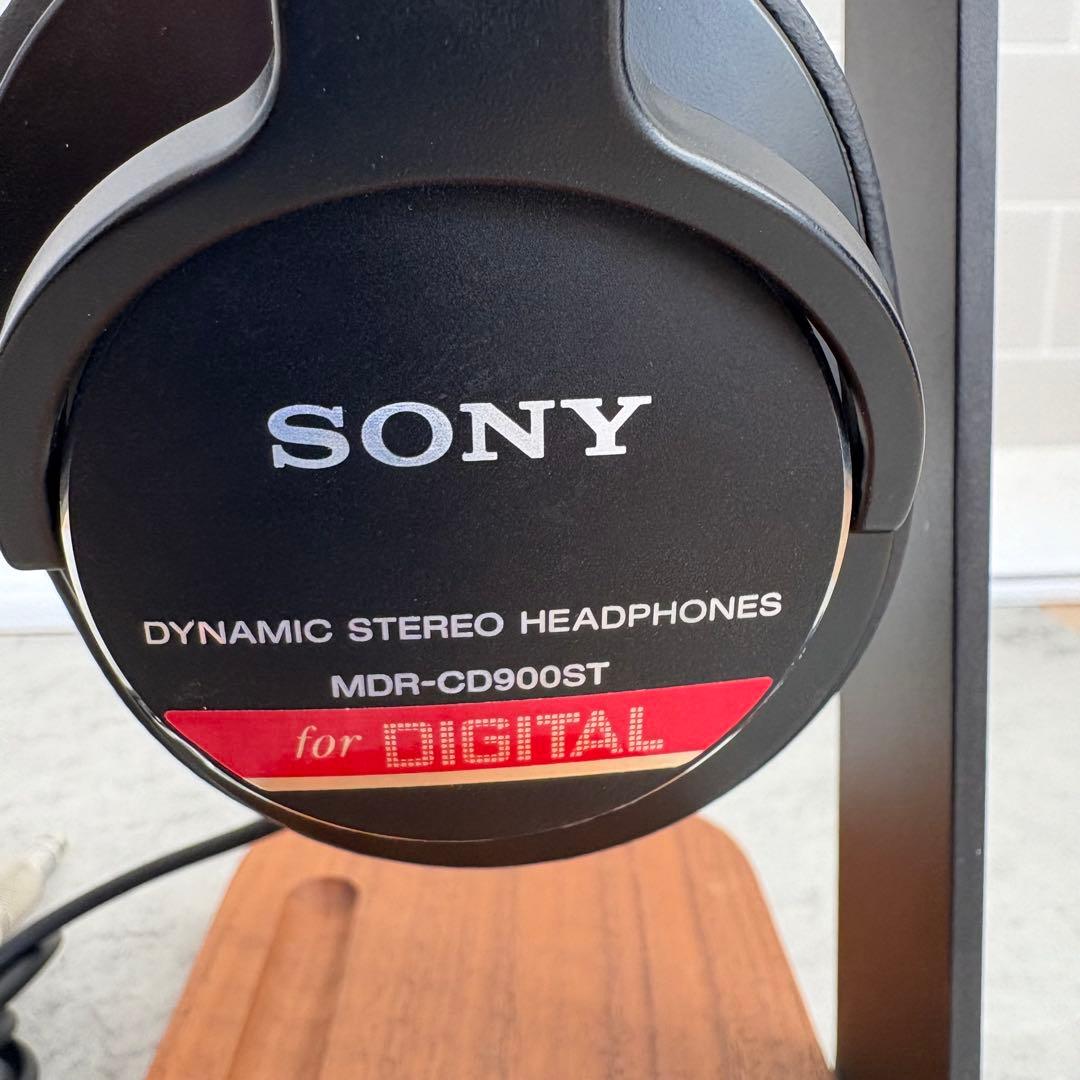 SONY
DYNAMIC STEREO HEADPHONES
MDR-CD900ST
for DIGITAL